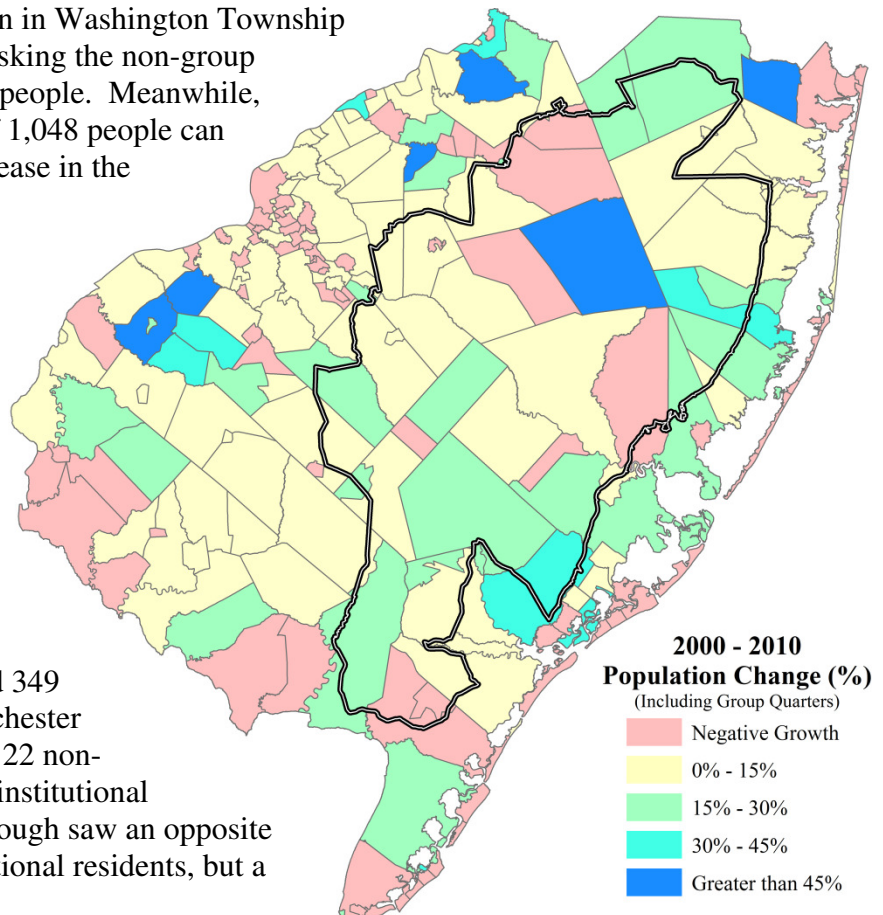 n in Washington Township
sking the non-group
people. Meanwhile,
1,048 people can
ease in the
349
chester
22 non-
institutional
ough saw an opposite
tional residents, but a
2000 - 2010
Population Change (%)
(Including Group Quarters)
Negative Growth
0% - 15%
15% - 30%
30% - 45%
Greater than 45%